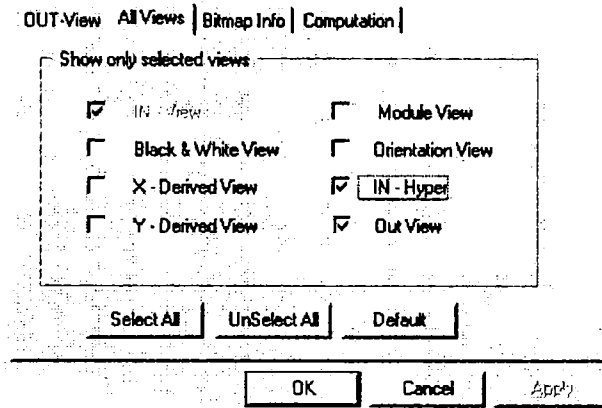 OUT-View All Views Bitmap Info Computation
Show only selected views
IN - View Module View
Black & White View Orientation View
X - Derived View IN - Hyper
Y - Derived View Out View
Select All UnSelect All Default
OK Cancel Apply